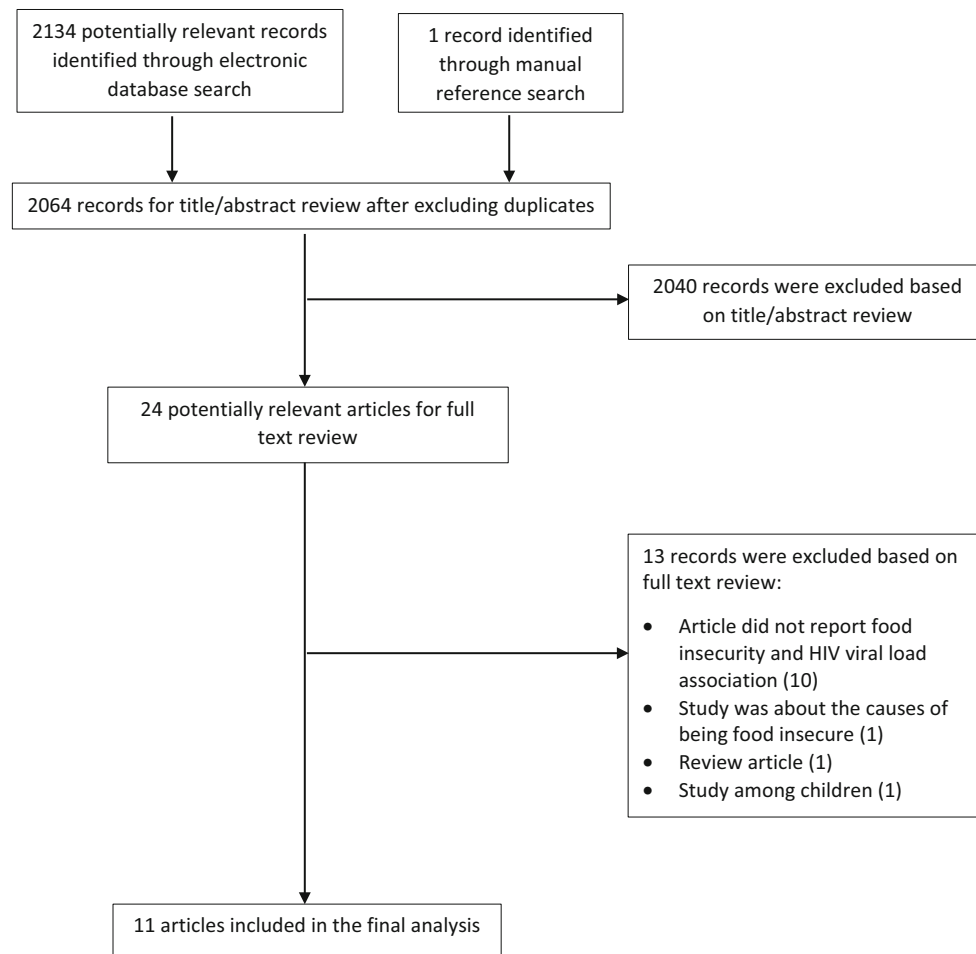 2134 potentially relevant records
identified through electronic
database search
1 record identified
through manual
reference search
2064 records for title/abstract review after excluding duplicates
2040 records were excluded based
on title/abstract review
24 potentially relevant articles for full
text review
13 records were excluded based on
full text review:
• Article did not report food
insecurity and HIV viral load
association (10)
• Study was about the causes of
being food insecure (1)
• Review article (1)
• Study among children (1)
11 articles included in the final analysis